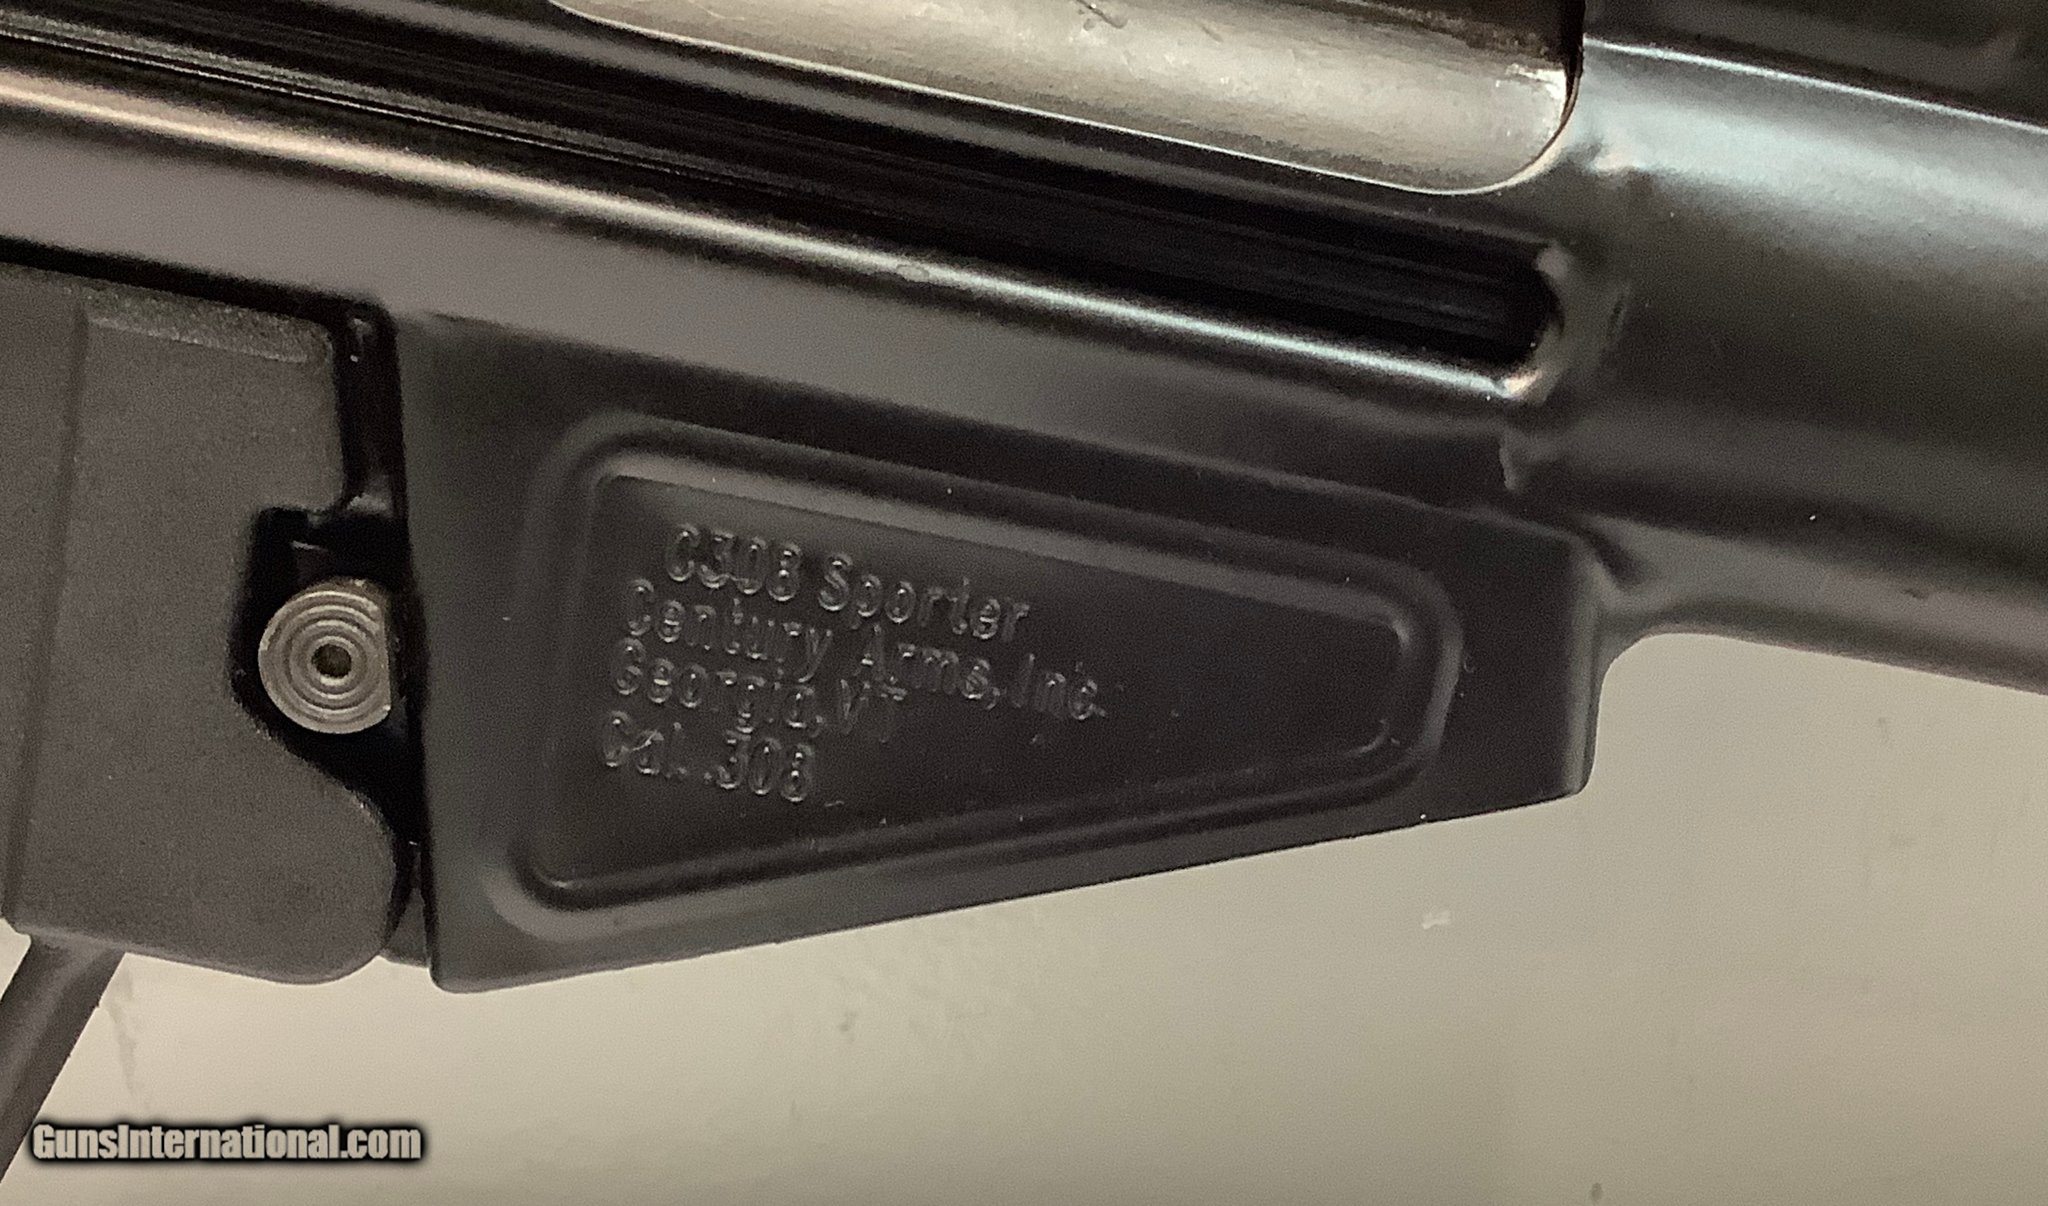 C308 Sporter
Century Arms, Inc.
Georgia, VT
Cal. .308
GunsInternational.com